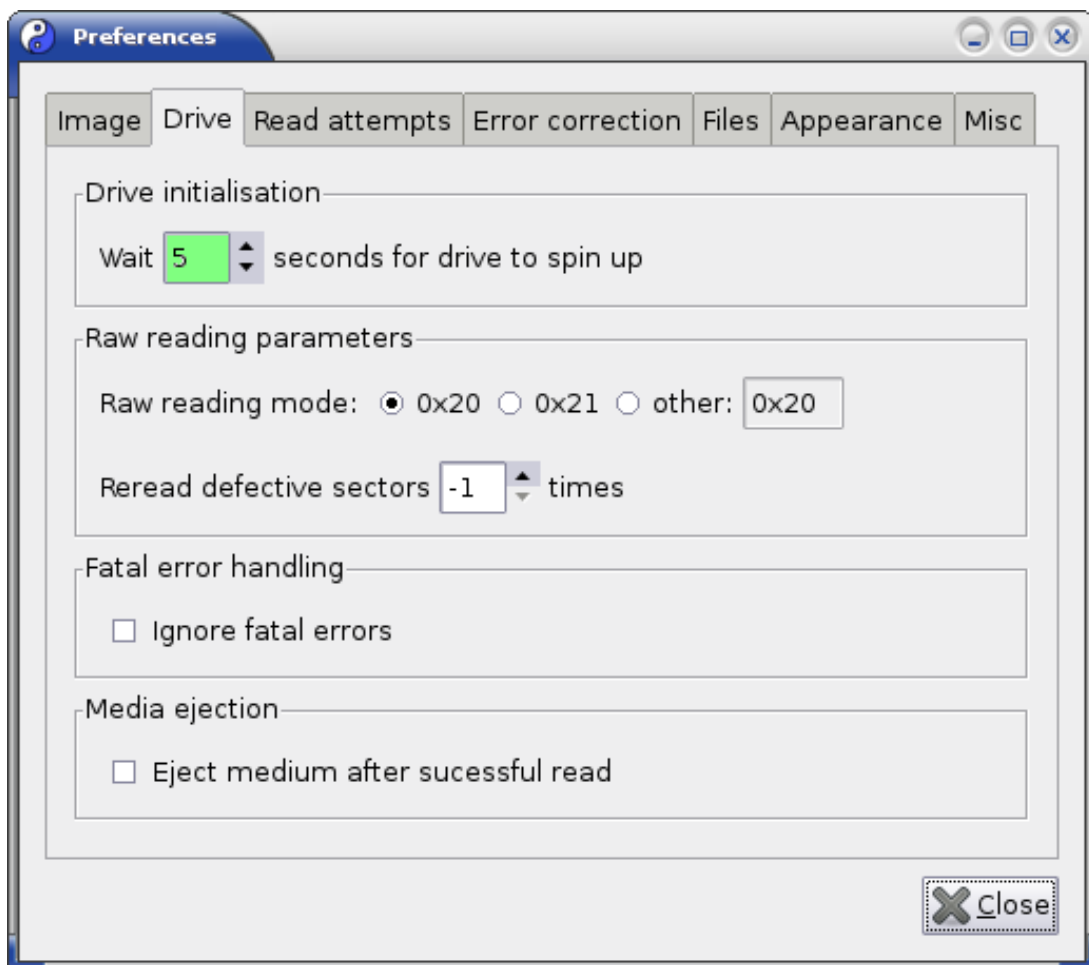 Preferences
Image Drive Read attempts Error correction Files Appearance Misc
Drive initialisation
Wait 5 seconds for drive to spin up
Raw reading parameters
Raw reading mode: 0x20 0x21 other: 0x20
Reread defective sectors -1 times
Fatal error handling
Ignore fatal errors
Media ejection
Eject medium after sucessful read
Close